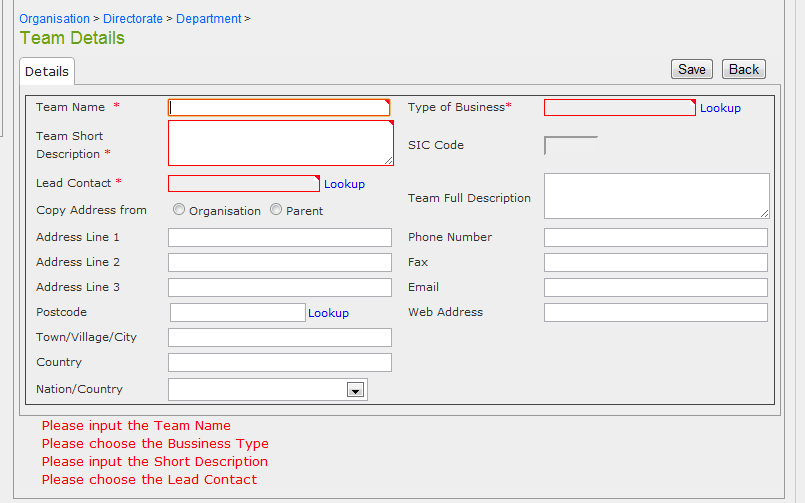 Organisation > Directorate > Department >
Team Details
Details
Save Back
Team Name * Type of Business* Lookup
Team Short Description * SIC Code
Lead Contact * Lookup Team Full Description
Copy Address from Organisation Parent
Address Line 1 Phone Number
Address Line 2 Fax
Address Line 3 Email
Postcode Lookup Web Address
Town/Village/City
Country
Nation/Country
Please input the Team Name
Please choose the Bussiness Type
Please input the Short Description
Please choose the Lead Contact